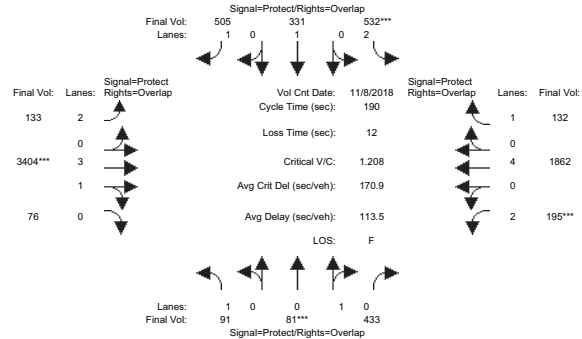 Signal=Protect/Rights=Overlap
Final Vol: 505 331 532***
Lanes: 1 0 1 0 2
Signal=Protect
Final Vol: Lanes: Rights=Overlap
Vol Cnt Date: 11/8/2018
Signal=Protect
Rights=Overlap Lanes: Final Vol:
Cycle Time (sec): 190
133 2
1 132
Loss Time (sec): 12
0
0
3404*** 3
Critical V/C: 1.208
4 1862
1
Avg Crit Del (sec/veh): 170.9
0
76 0
Avg Delay (sec/veh): 113.5
2 195***
LOS: F
Lanes: 1 0 0 1 0
Final Vol: 91 81*** 433
Signal=Protect/Rights=Overlap